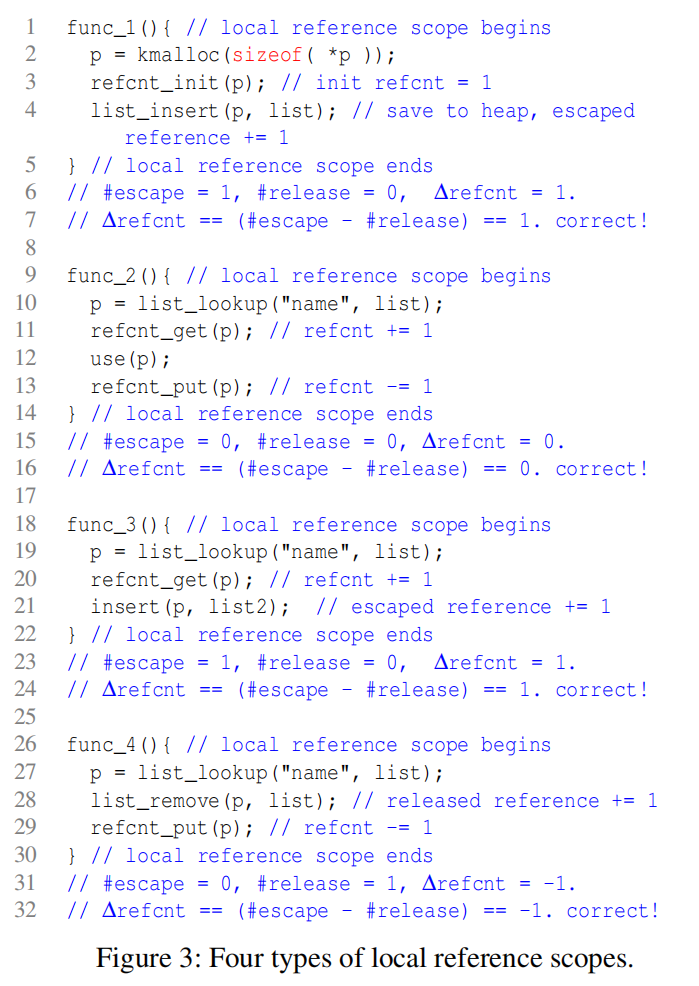 1 func_1(){ // local reference scope begins
2 p = kmalloc(sizeof( *p ));
3 refcnt_init(p); // init refcnt = 1
4 list_insert(p, list); // save to heap, escaped
reference += 1
5 } // local reference scope ends
6 // #escape = 1, #release = 0, Δrefcnt = 1.
7 // Δrefcnt == (#escape - #release) == 1. correct!
8
9 func_2(){ // local reference scope begins
10 p = list_lookup("name", list);
11 refcnt_get(p); // refcnt += 1
12 use(p);
13 refcnt_put(p); // refcnt -= 1
14 } // local reference scope ends
15 // #escape = 0, #release = 0, Δrefcnt = 0.
16 // Δrefcnt == (#escape - #release) == 0. correct!
17
18 func_3(){ // local reference scope begins
19 p = list_lookup("name", list);
20 refcnt_get(p); // refcnt += 1
21 insert(p, list2); // escaped reference += 1
22 } // local reference scope ends
23 // #escape = 1, #release = 0, Δrefcnt = 1.
24 // Δrefcnt == (#escape - #release) == 1. correct!
25
26 func_4(){ // local reference scope begins
27 p = list_lookup("name", list);
28 list_remove(p, list); // released reference += 1
29 refcnt_put(p); // refcnt -= 1
30 } // local reference scope ends
31 // #escape = 0, #release = 1, Δrefcnt = -1.
32 // Δrefcnt == (#escape - #release) == -1. correct!
Figure 3: Four types of local reference scopes.